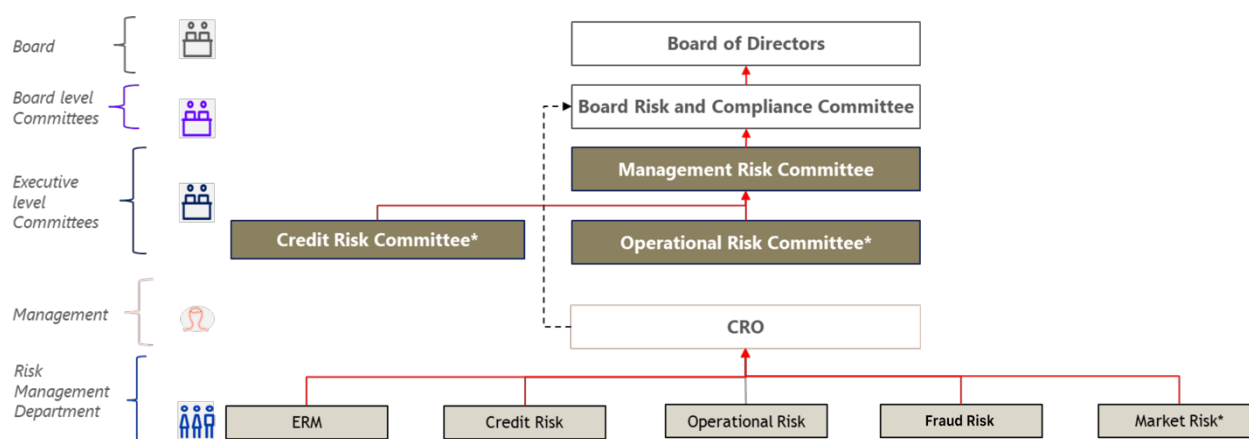 Board
Board of Directors
Board level
Committees
Board Risk and Compliance Committee
Executive
level
Committees
Management Risk Committee
Credit Risk Committee*
Operational Risk Committee*
Management
CRO
Risk
Management
Department
ERM
Credit Risk
Operational Risk
Fraud Risk
Market Risk*